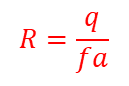 R = q / fa